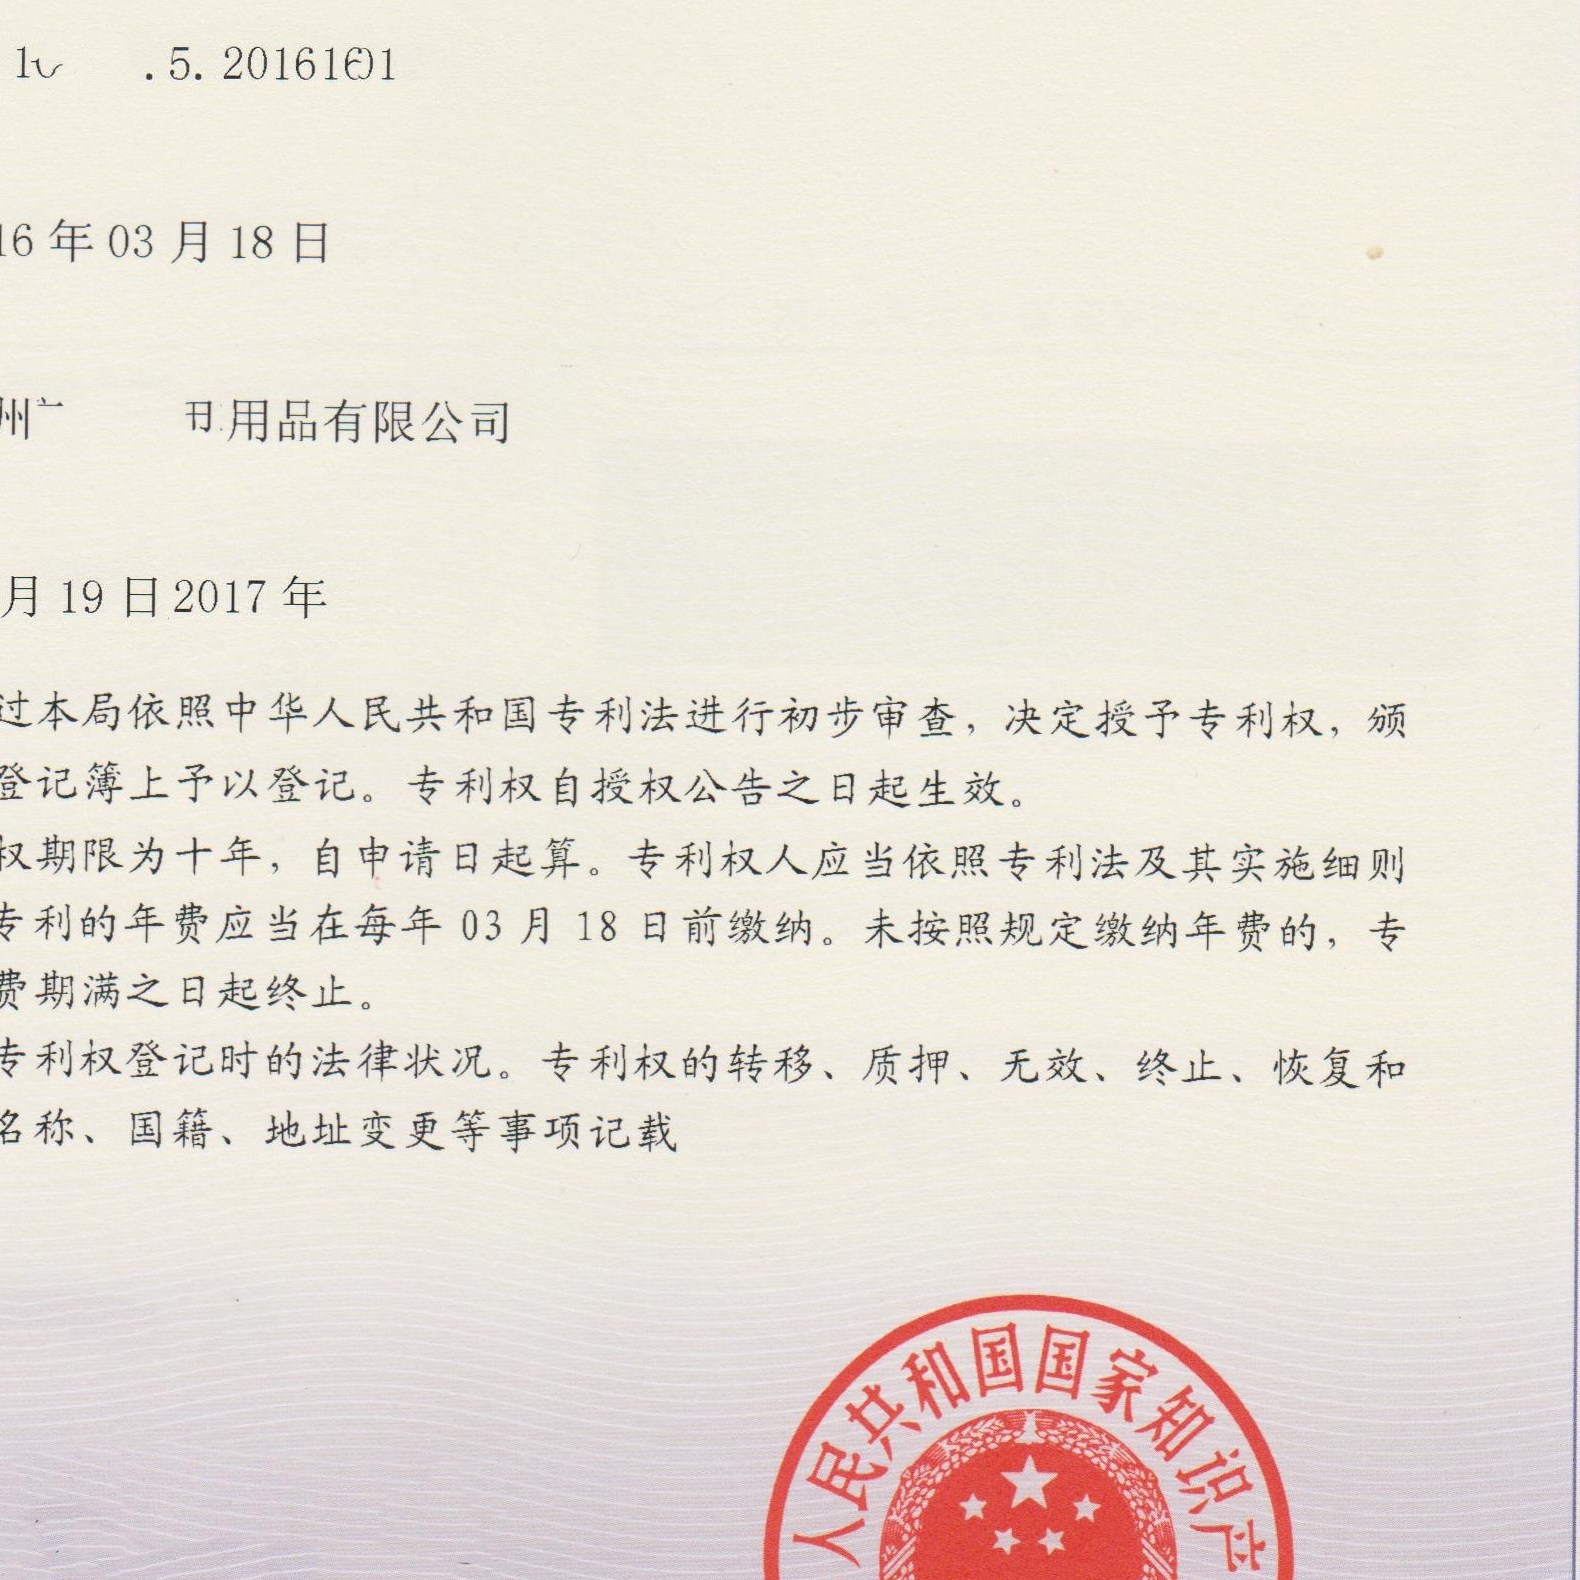 .5.2016161
16 年 03 月 18 日
州 用品有限公司
月 19 日 2017 年
过本局依照中华人民共和国专利法进行初步审查，决定授予专利权，颁
登记簿上予以登记。专利权自授权公告之日起生效。
权期限为十年，自申请日起算。专利权人应当依照专利法及其实施细则
专利的年费应当在每年 03 月 18 日前缴纳。未按照规定缴纳年费的，专
费期满之日起终止。
专利权登记时的法律状况。专利权的转移、质押、无效、终止、恢复和
名称、国籍、地址变更等事项记载
人民共和国国家知识产